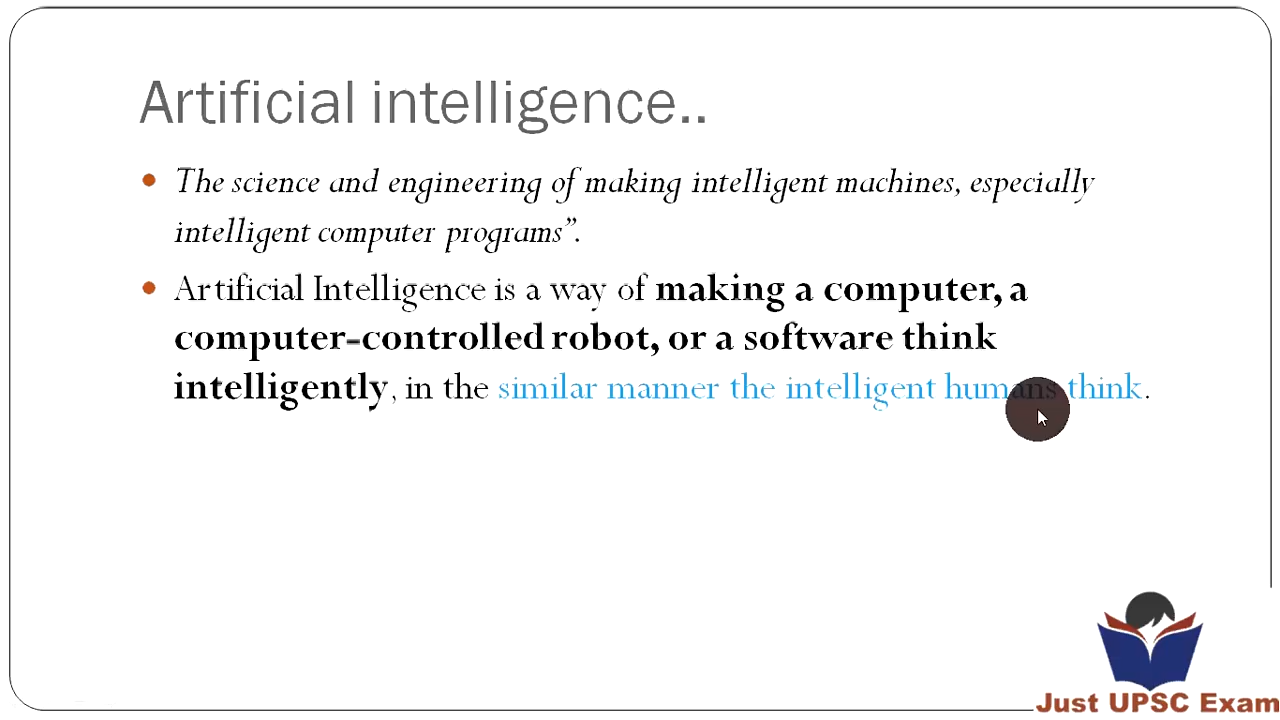 Artificial intelligence..
The science and engineering of making intelligent machines, especially
intelligent computer programs”.
Artificial Intelligence is a way of making a computer, a
computer-controlled robot, or a software think
intelligently, in the similar manner the intelligent humans think.
Just UPSC Exam